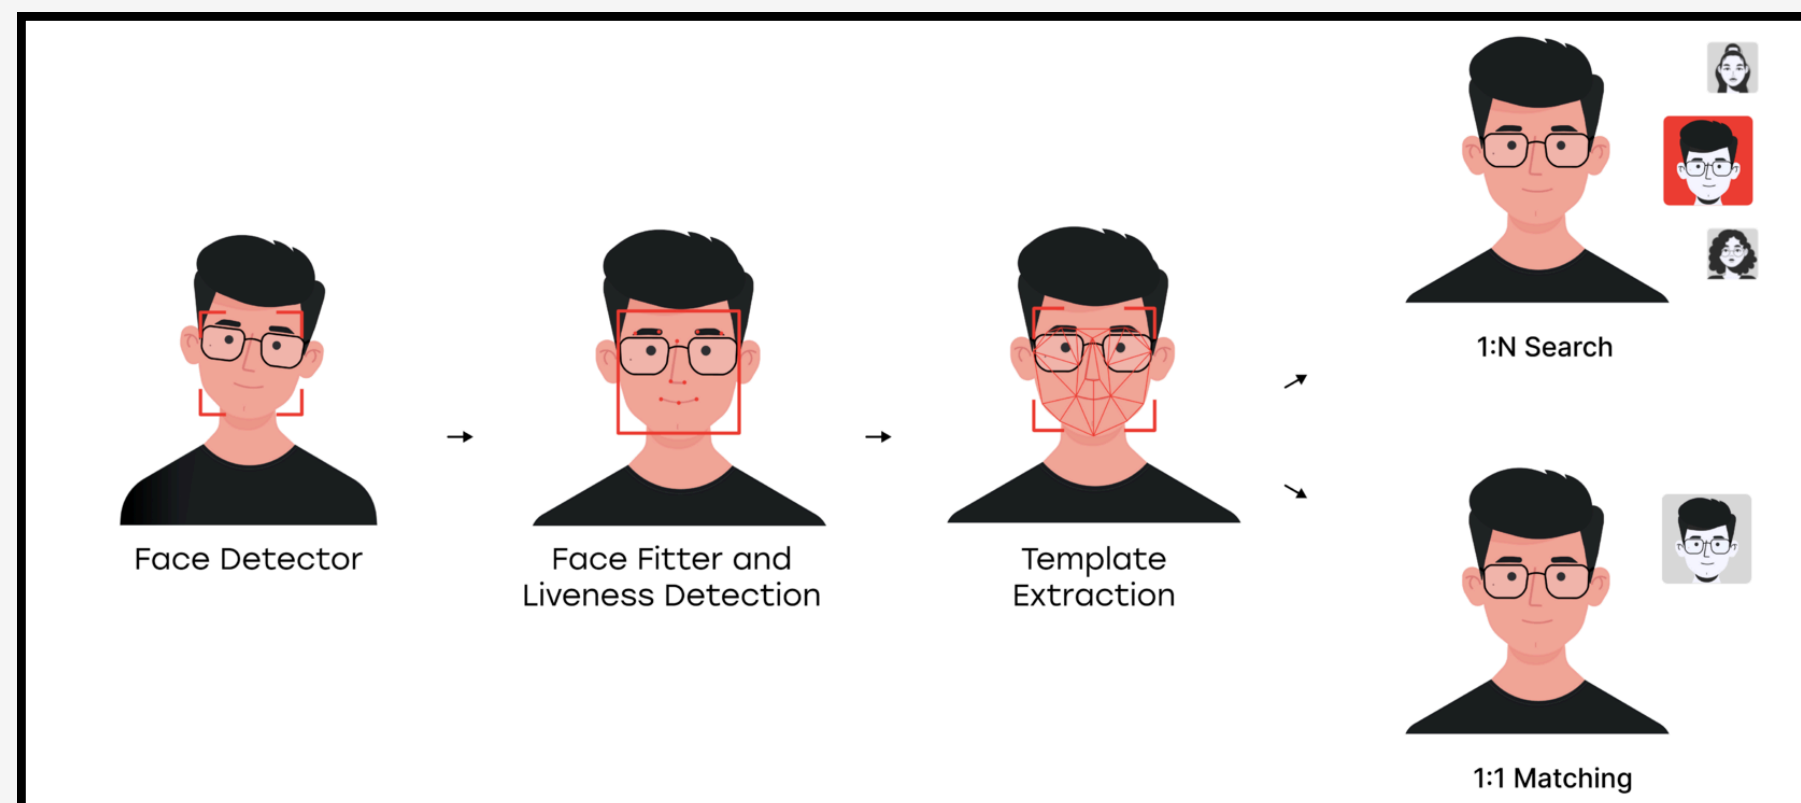 Face Detector
Face Fitter and
Liveness Detection
Template
Extraction
1:N Search
1:1 Matching